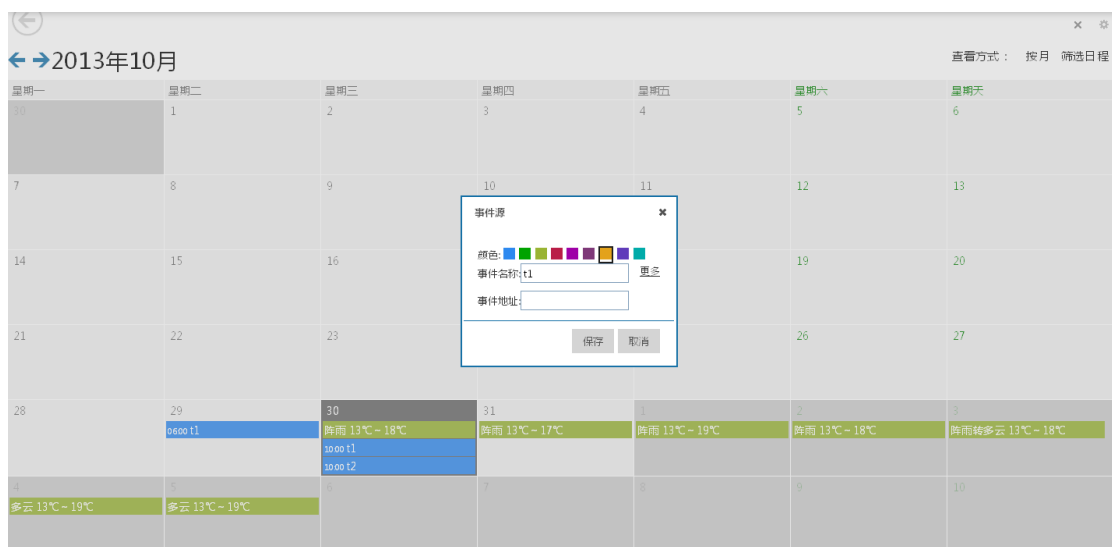 2013年10月
查看方式： 按月 筛选日程
星期一 星期二 星期三 星期四 星期五 星期六 星期天
30 1 2 3 4 5 6
7 8 9 10 11 12 13
事件源
颜色:
事件名称: t1 更多
事件地址:
保存 取消
14 15 16 19 20
21 22 23 26 27
28 29 30 31 1 2 3
06:00 t1 阵雨 13℃ ~ 18℃ 阵雨 13℃ ~ 17℃ 阵雨 13℃ ~ 19℃ 阵雨 13℃ ~ 18℃ 阵雨转多云 13℃ ~ 18℃
10:00 t1
10:00 t2
4 5 6 7 8 9 10
多云 13℃ ~ 19℃ 多云 13℃ ~ 19℃